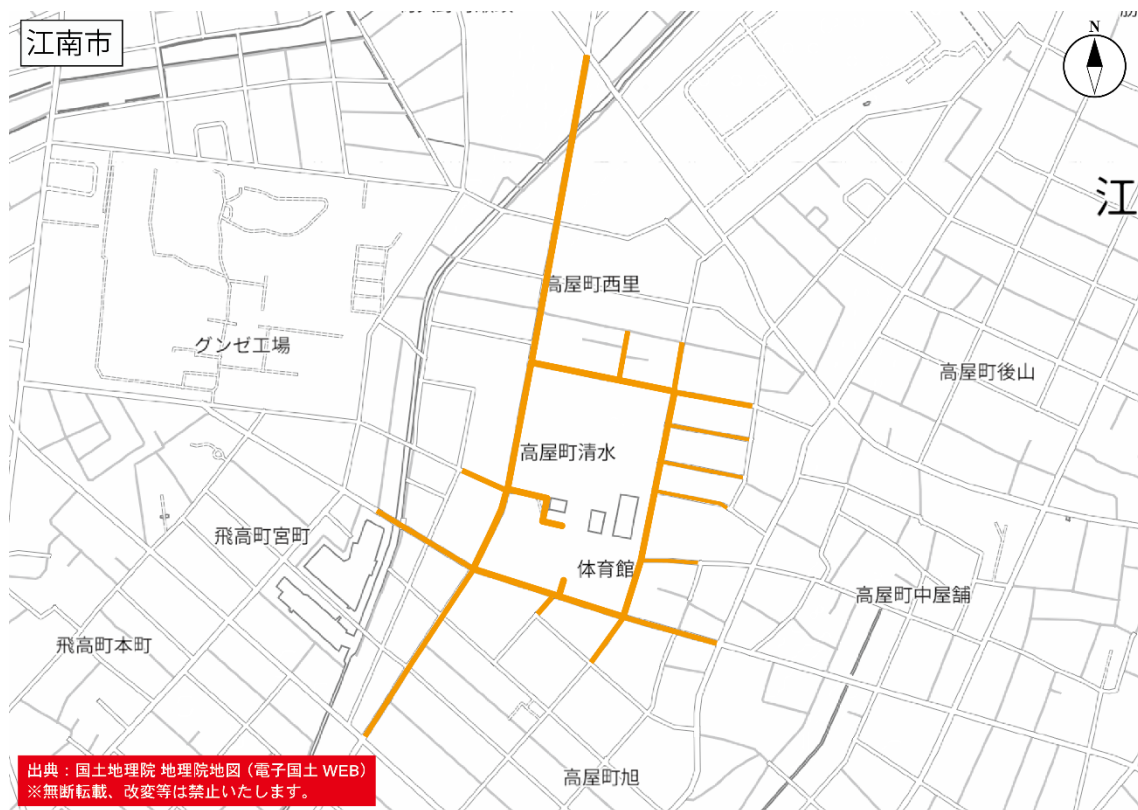 江南市
N
江
高屋町西里
グンゼ工場
高屋町後山
高屋町清水
飛高町宮町
体育館
高屋町中屋舗
飛高町本町
高屋町旭
出典：国土地理院 地理院地図（電子国土 WEB）
※無断転載、改変等は禁止いたします。